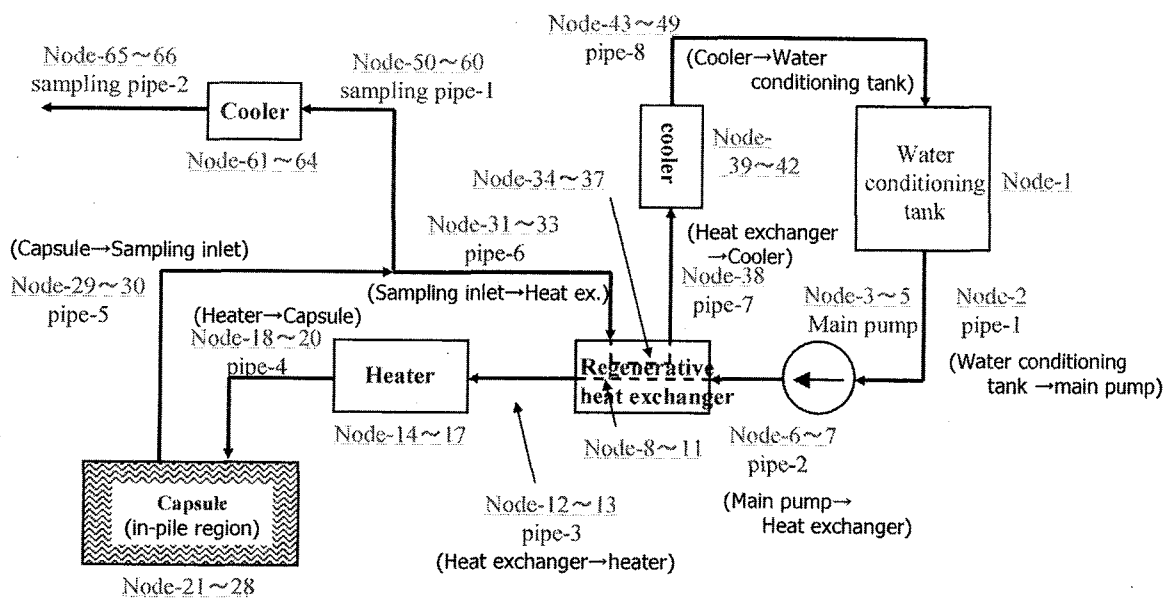 Node-43～49
pipe-8
(Cooler→Water
conditioning tank)
Node-65～66
sampling pipe-2
Node-50～60
sampling pipe-1
Cooler
Node-61～64
cooler
Node-
39～42
Water
conditioning
tank
Node-1
Node-34～37
(Capsule→Sampling inlet)
Node-29～30
pipe-5
Node-31～33
pipe-6
(Sampling inlet→Heat ex.)
(Heat exchanger
→Cooler)
Node-38
pipe-7
Node-3～5
Main pump
Node-2
pipe-1
(Water conditioning
tank →main pump)
(Heater→Capsule)
Node-18～20
pipe-4
Heater
Node-14～17
Regenerative
heat exchanger
Node-8～11
Node-6～7
pipe-2
(Main pump→
Heat exchanger)
Node-12～13
pipe-3
(Heat exchanger→heater)
Capsule
(in-pile region)
Node-21～28